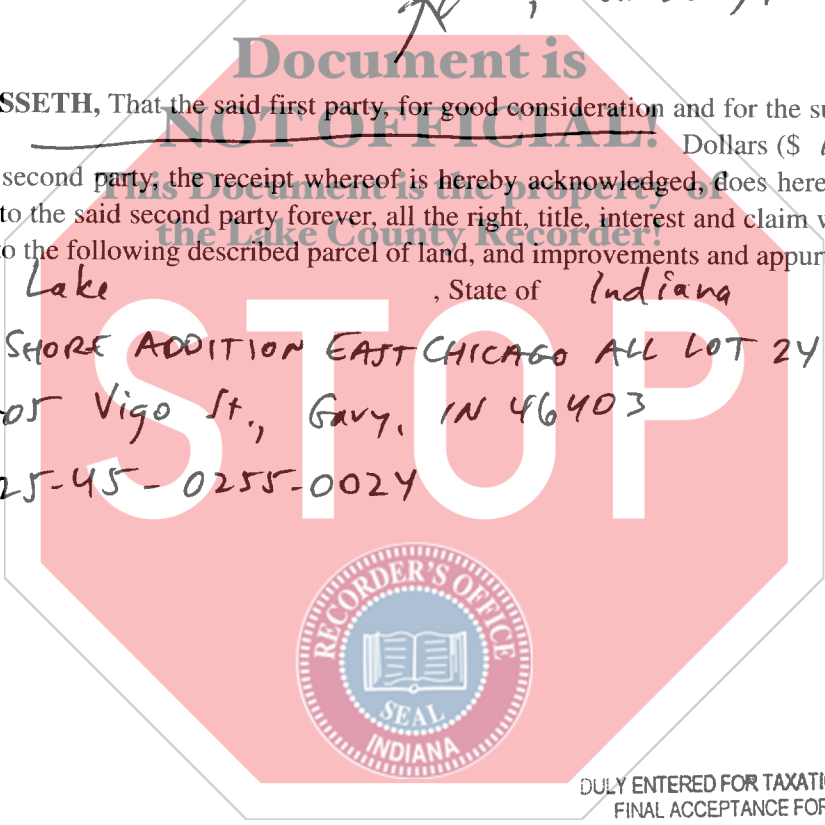 Document is
SSETH, That the said first party, for good consideration and for the su
NOT OFFICIAL!
Dollars ($
second party, the receipt whereof is hereby acknowledged, does here
This Document is the property of
to the said second party forever, all the right, title, interest and claim w
the Lake County Recorder!
o the following described parcel of land, and improvements and appur
Lake , State of Indiana
SHORE ADDITION EAST CHICAGO ALL LOT 24
05 Vigo St., Gary, IN 46403
25-45-0255-0024
STOP
RECORDER'S OFFICE
SEAL
INDIANA
DULY ENTERED FOR TAXATI
FINAL ACCEPTANCE FOR